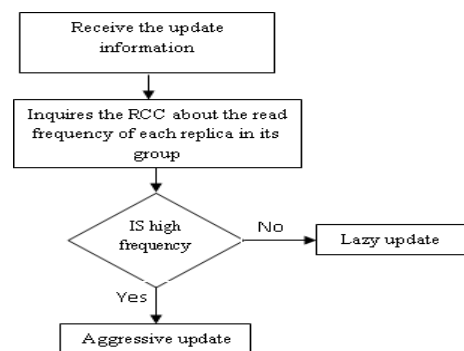 Receive the update
information
Inquires the RCC about the read
frequency of each replica in its
group
IS high
frequency
No
Lazy update
Yes
Aggressive update